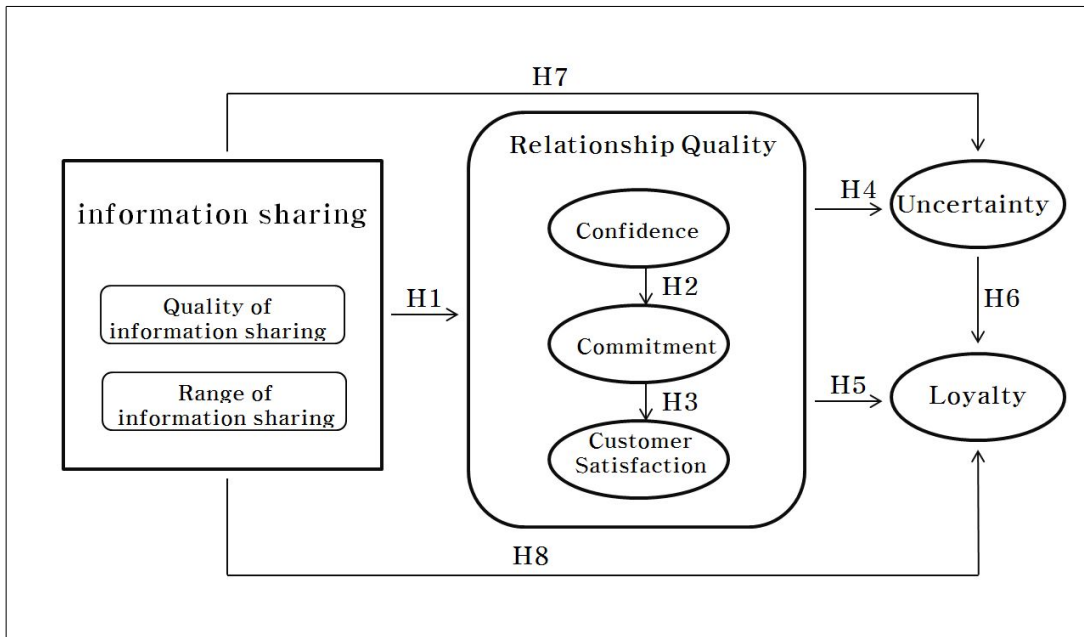 H7
Relationship Quality
information sharing
Confidence
H4
Uncertainty
H2
Quality of
information sharing
H1
Commitment
H6
Range of
information sharing
H3
H5
Loyalty
Customer
Satisfaction
H8